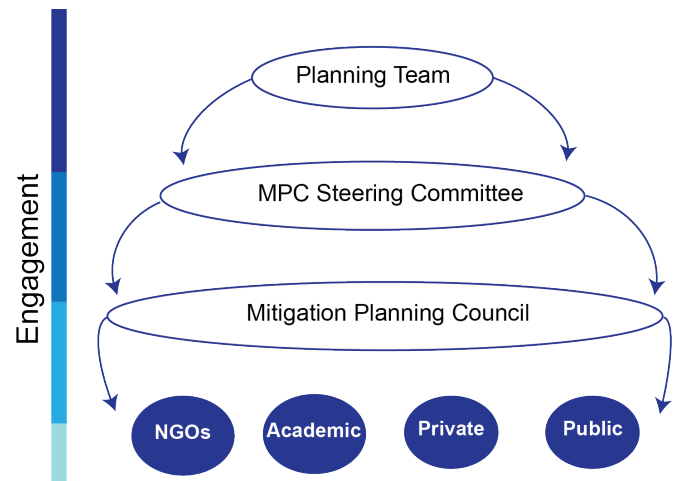 Engagement
Planning Team
MPC Steering Committee
Mitigation Planning Council
NGOs
Academic
Private
Public